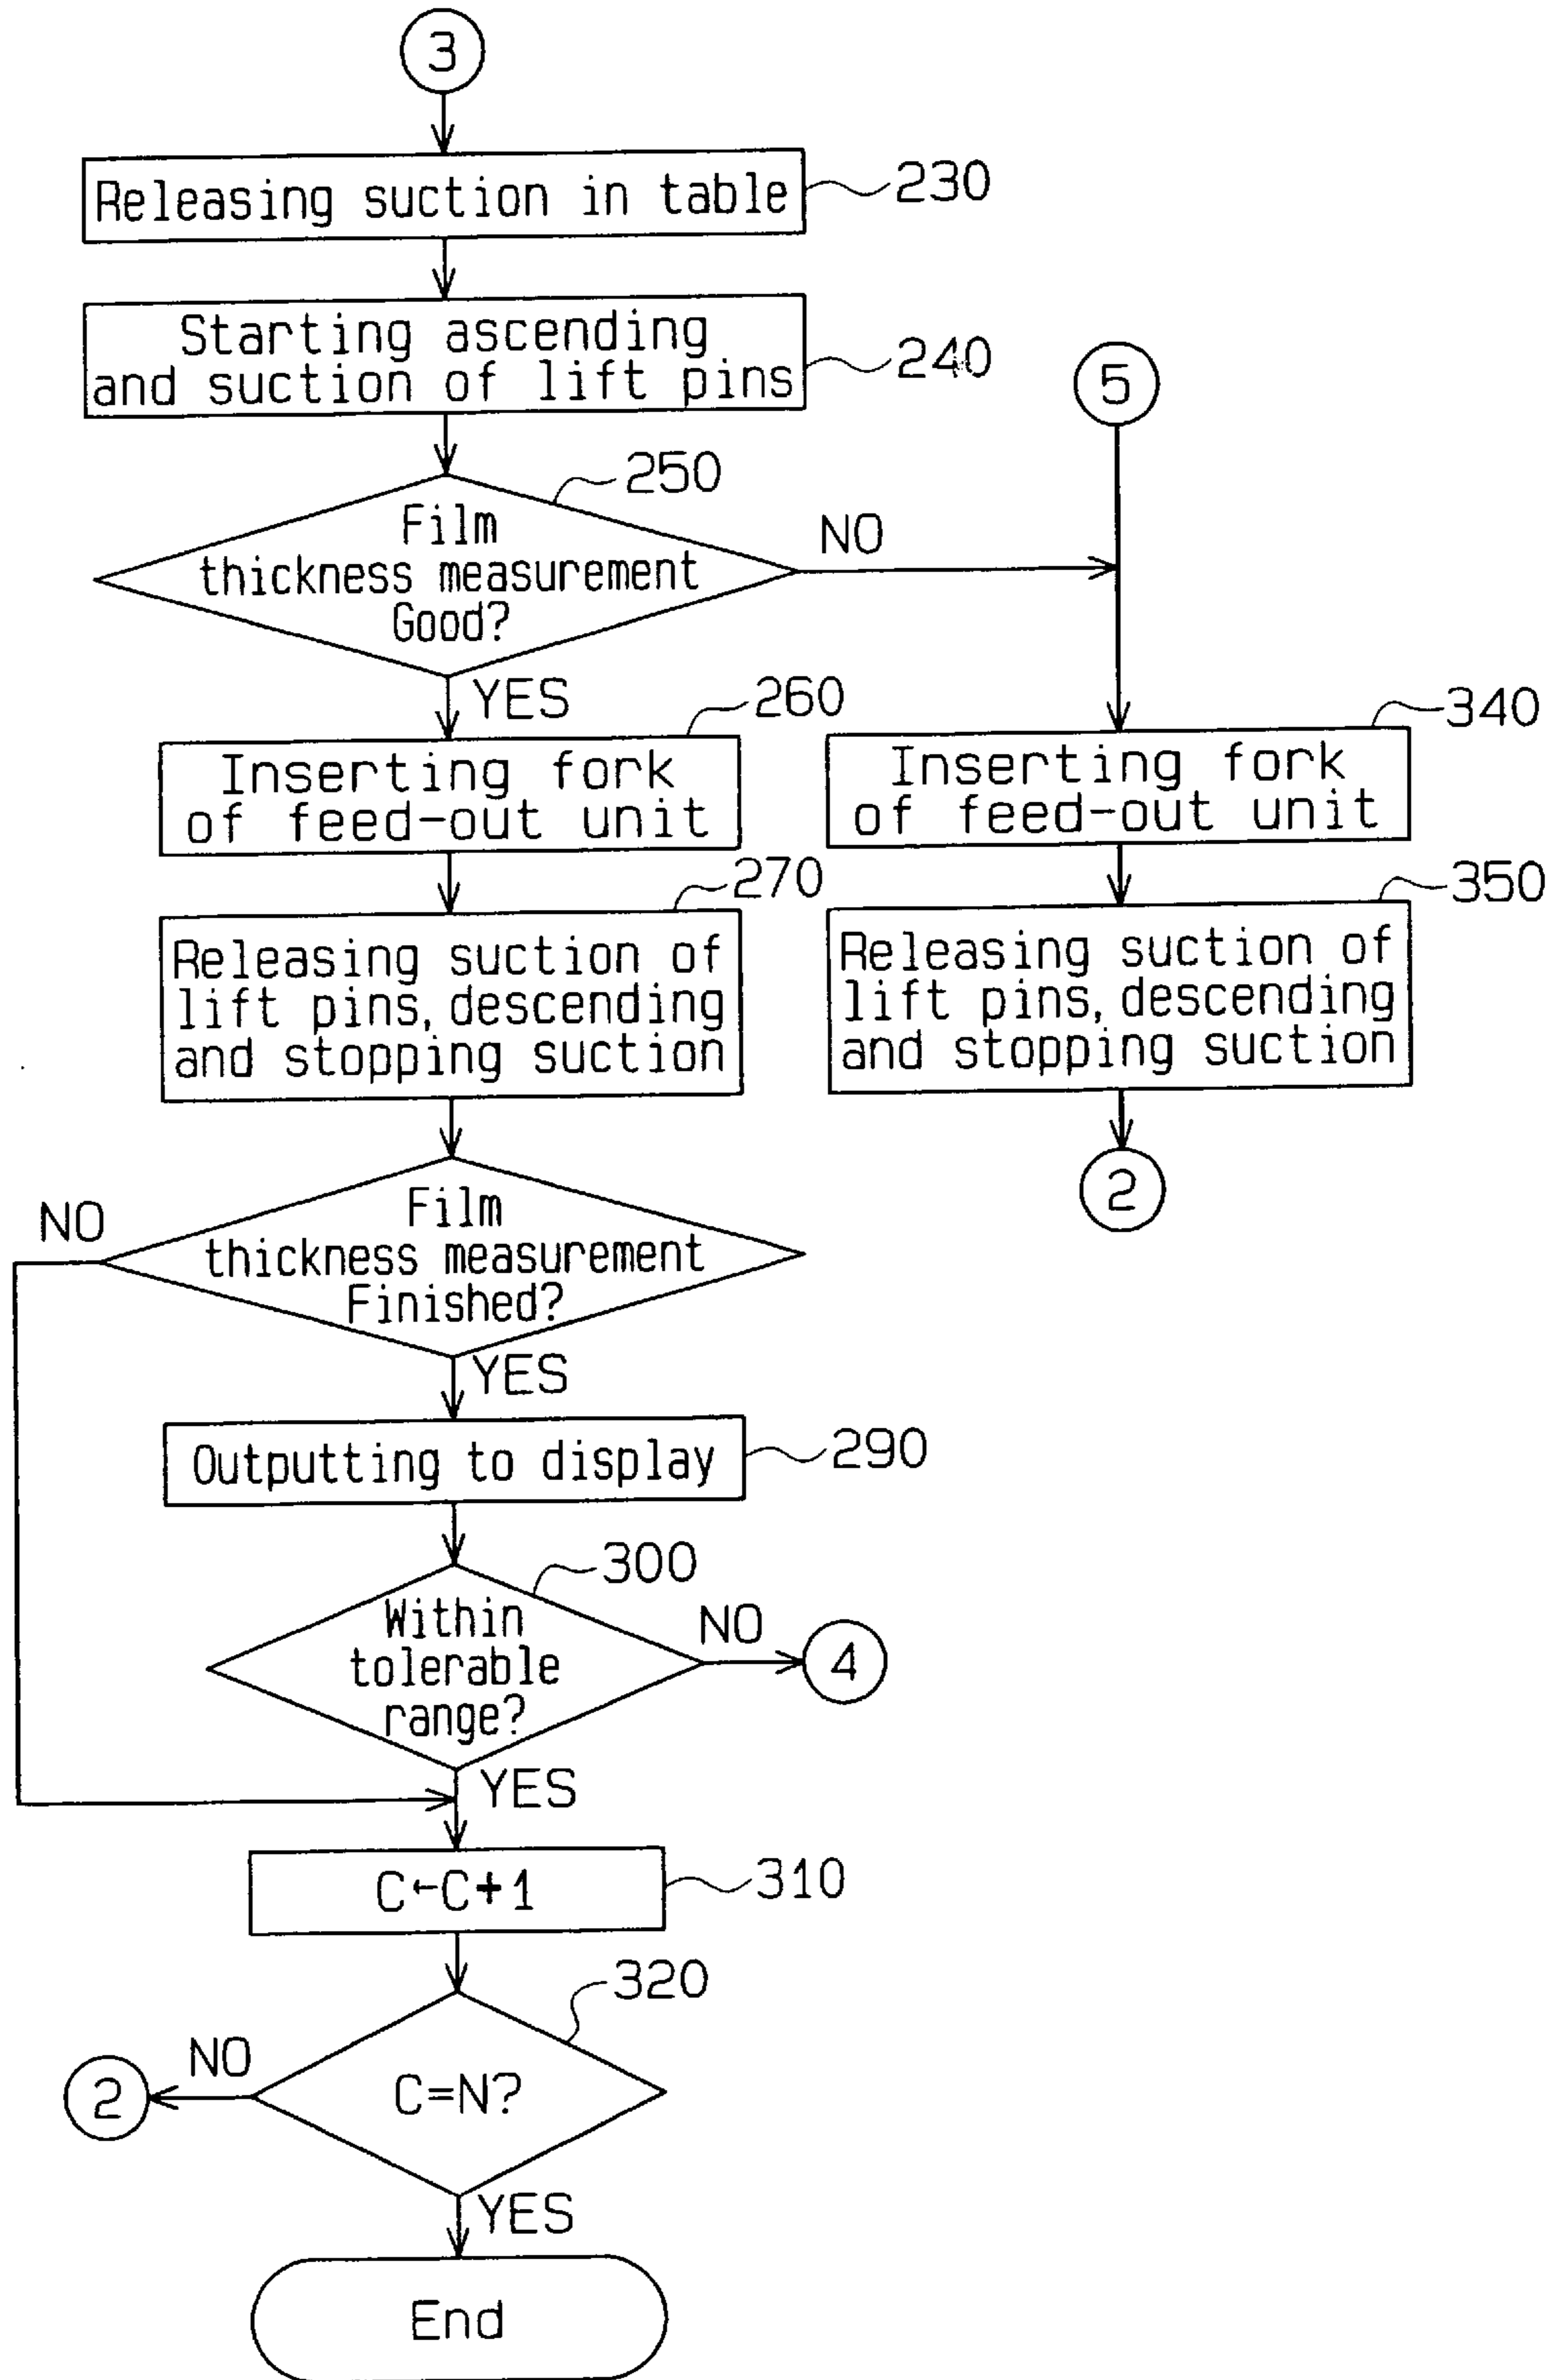 3
Releasing suction in table
230
Starting ascending
and suction of lift pins
240
5
250
Film
thickness measurement
Good?
NO
YES
260
Inserting fork
of feed-out unit
340
Inserting fork
of feed-out unit
270
Releasing suction of
lift pins, descending
and stopping suction
350
Releasing suction of
lift pins, descending
and stopping suction
2
NO
Film
thickness measurement
Finished?
YES
Outputting to display
290
300
Within
tolerable
range?
NO
4
YES
C←C+1
310
320
NO
2
C=N?
YES
End